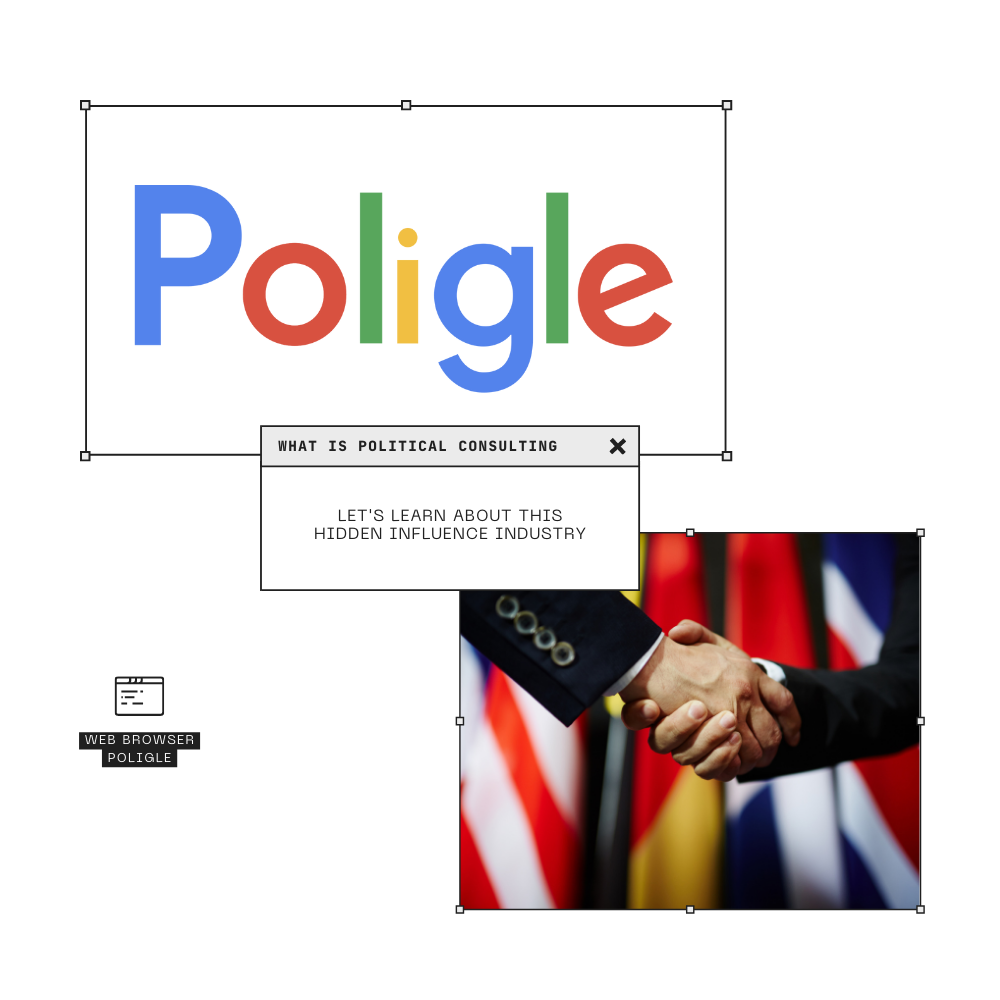 Poligle
WHAT IS POLITICAL CONSULTING
LET'S LEARN ABOUT THIS
HIDDEN INFLUENCE INDUSTRY
WEB BROWSER
POLIGLE